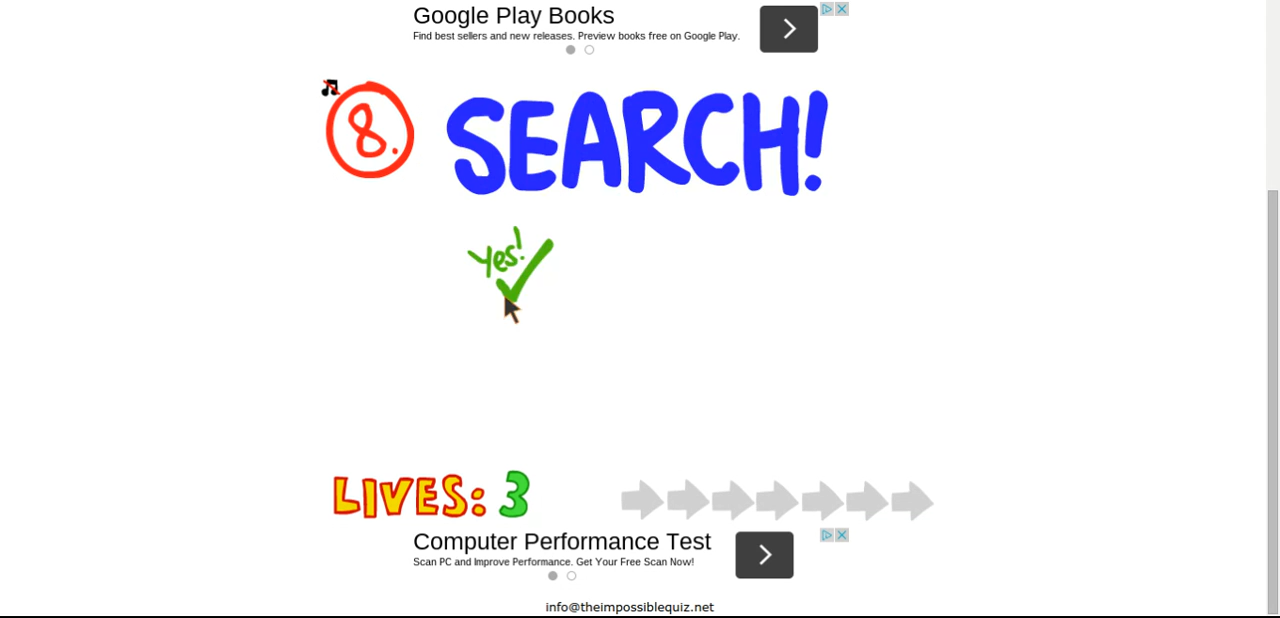 Google Play Books
Find best sellers and new releases. Preview books free on Google Play.
8. SEARCH!
Yes!
LIVES: 3
Computer Performance Test
Scan PC and Improve Performance. Get Your Free Scan Now!
info@theimpossiblequiz.net